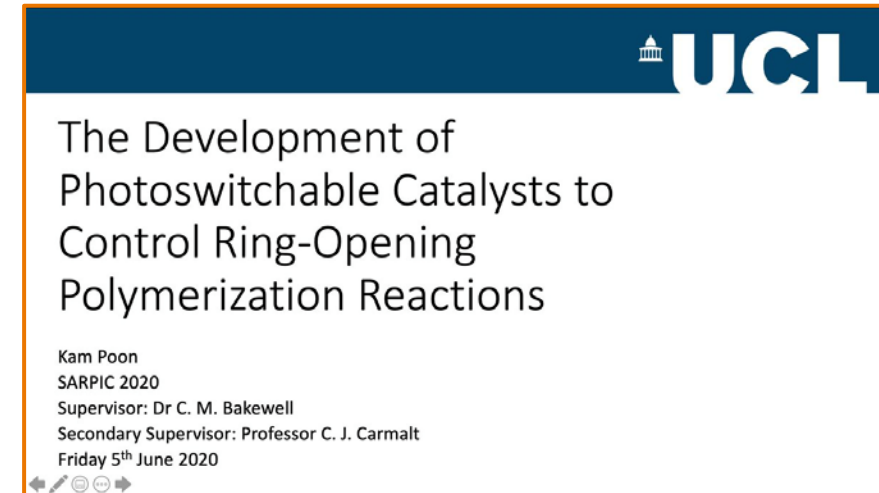 UCL
The Development of
Photoswitchable Catalysts to
Control Ring-Opening
Polymerization Reactions
Kam Poon
SARPIC 2020
Supervisor: Dr C. M. Bakewell
Secondary Supervisor: Professor C. J. Carmalt
Friday 5th June 2020